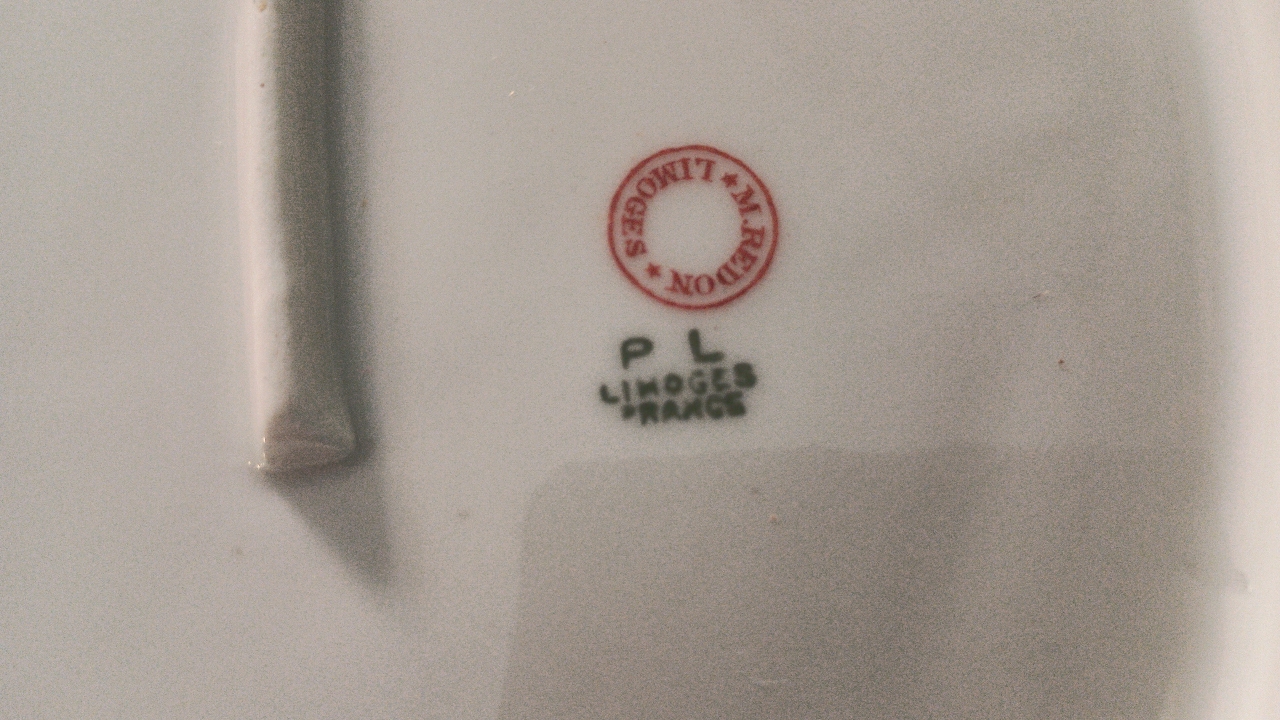 ★ M. REDON ★ LIMOGES
P L
LIMOGES
FRANCE